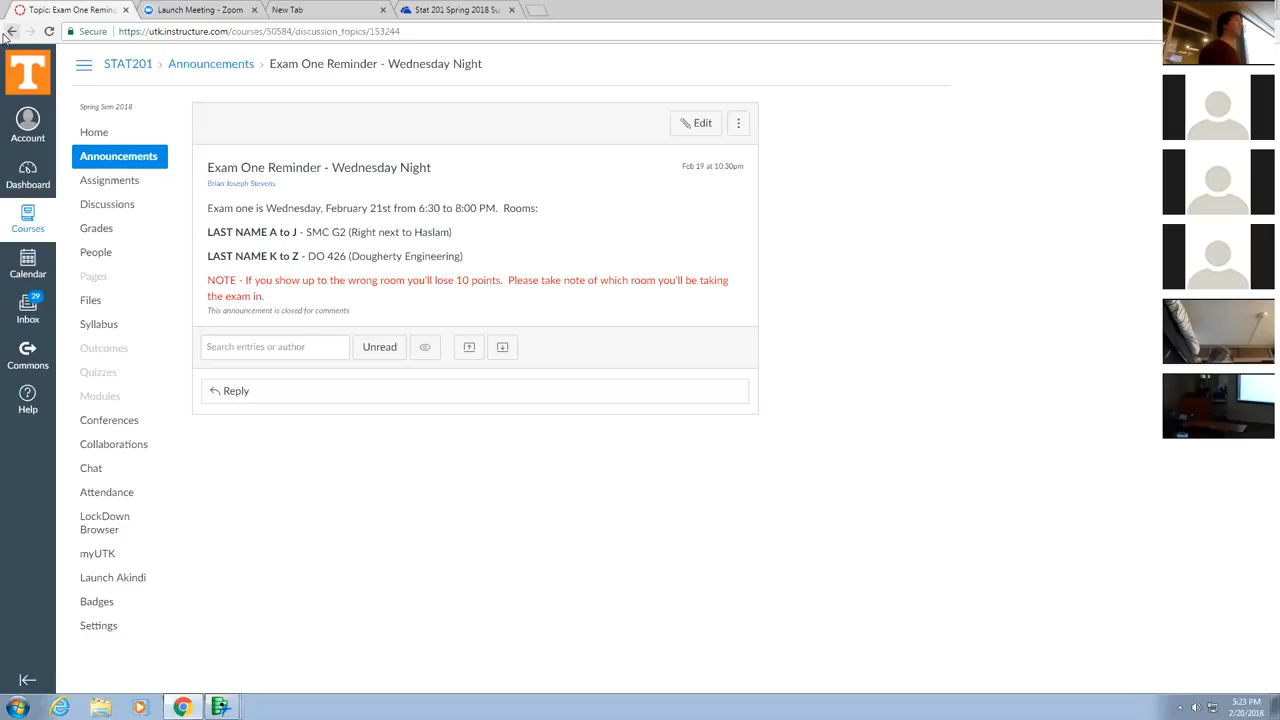 Topic: Exam One Remin
Launch Meeting - Zoom
New Tab
Stat 201 Spring 2018 Su
Secure
https://utk.instructure.com/courses/50584/discussion_topics/153244
T
Account
Dashboard
Courses
Calendar
29
Inbox
Commons
Help
STAT201 › Announcements › Exam One Reminder - Wednesday Night
Spring Sem 2018
Home
Announcements
Assignments
Discussions
Grades
People
Pages
Files
Syllabus
Outcomes
Quizzes
Modules
Conferences
Collaborations
Chat
Attendance
LockDown
Browser
myUTK
Launch Akindi
Badges
Settings
Edit
Exam One Reminder - Wednesday Night
Feb 19 at 10:30pm
Brian Joseph Stevens
Exam one is Wednesday, February 21st from 6:30 to 8:00 PM. Rooms:
LAST NAME A to J - SMC G2 (Right next to Haslam)
LAST NAME K to Z - DO 426 (Dougherty Engineering)
NOTE - If you show up to the wrong room you'll lose 10 points. Please take note of which room you'll be taking
the exam in.
This announcement is closed for comments
Search entries or author
Unread
Reply
5:23 PM
2/20/2018